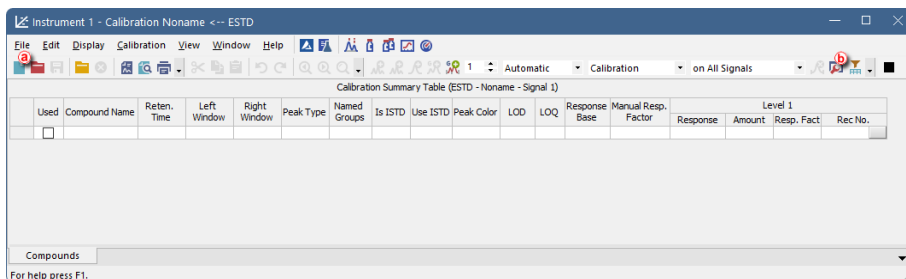 Instrument 1 - Calibration Noname <-- ESTD
File Edit Display Calibration View Window Help
a 1 Automatic Calibration on All Signals b
Calibration Summary Table (ESTD - Noname - Signal 1)
Used Compound Name Reten. Time Left Window Right Window Peak Type Named Groups Is ISTD Use ISTD Peak Color LOD LOQ Response Base Manual Resp. Factor Level 1
Response Amount Resp. Fact Rec No.
Compounds
For help press F1.